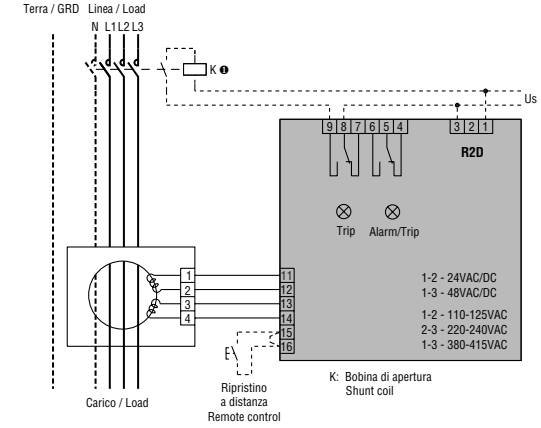 Terra / GRD Linea / Load
N L1 L2 L3
K ❶
Us
9 8 7 6 5 4 3 2 1
R2D
Trip Alarm/Trip
1 11
2 12
3 13
4 14
15
16
1-2 - 24VAC/DC
1-3 - 48VAC/DC
1-2 - 110-125VAC
2-3 - 220-240VAC
1-3 - 380-415VAC
E
Ripristino
a distanza
Remote control
K: Bobina di apertura
Shunt coil
Carico / Load